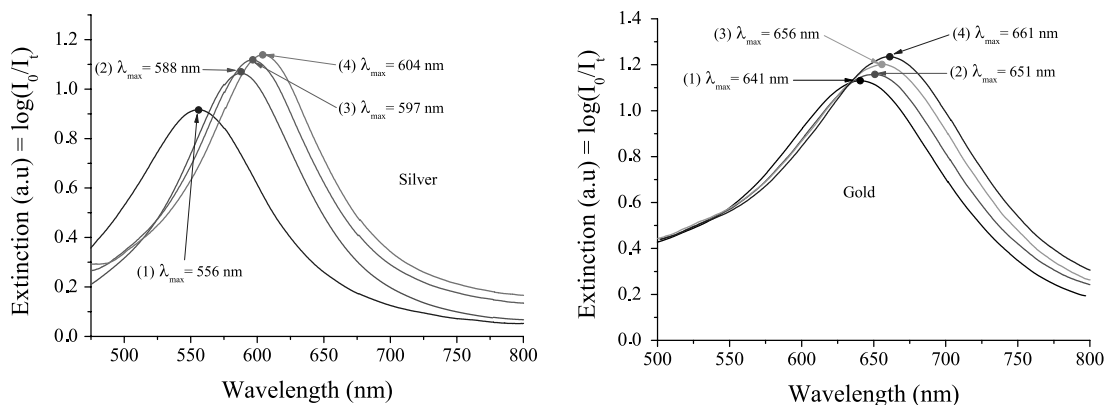 Extinction (a.u) = log(I₀/Iₜ)
1.2
1.0
0.8
0.6
0.4
0.2
0.0
(2) λmax= 588 nm
(4) λmax= 604 nm
(3) λmax= 597 nm
Silver
(1) λmax= 556 nm
500 550 600 650 700 750 800
Wavelength (nm)
Extinction (a.u) = log(I₀/Iₜ)
1.4
1.2
1.0
0.8
0.6
0.4
0.2
0.0
(3) λmax= 656 nm
(4) λmax= 661 nm
(1) λmax= 641 nm
(2) λmax= 651 nm
Gold
500 550 600 650 700 750 800
Wavelength (nm)